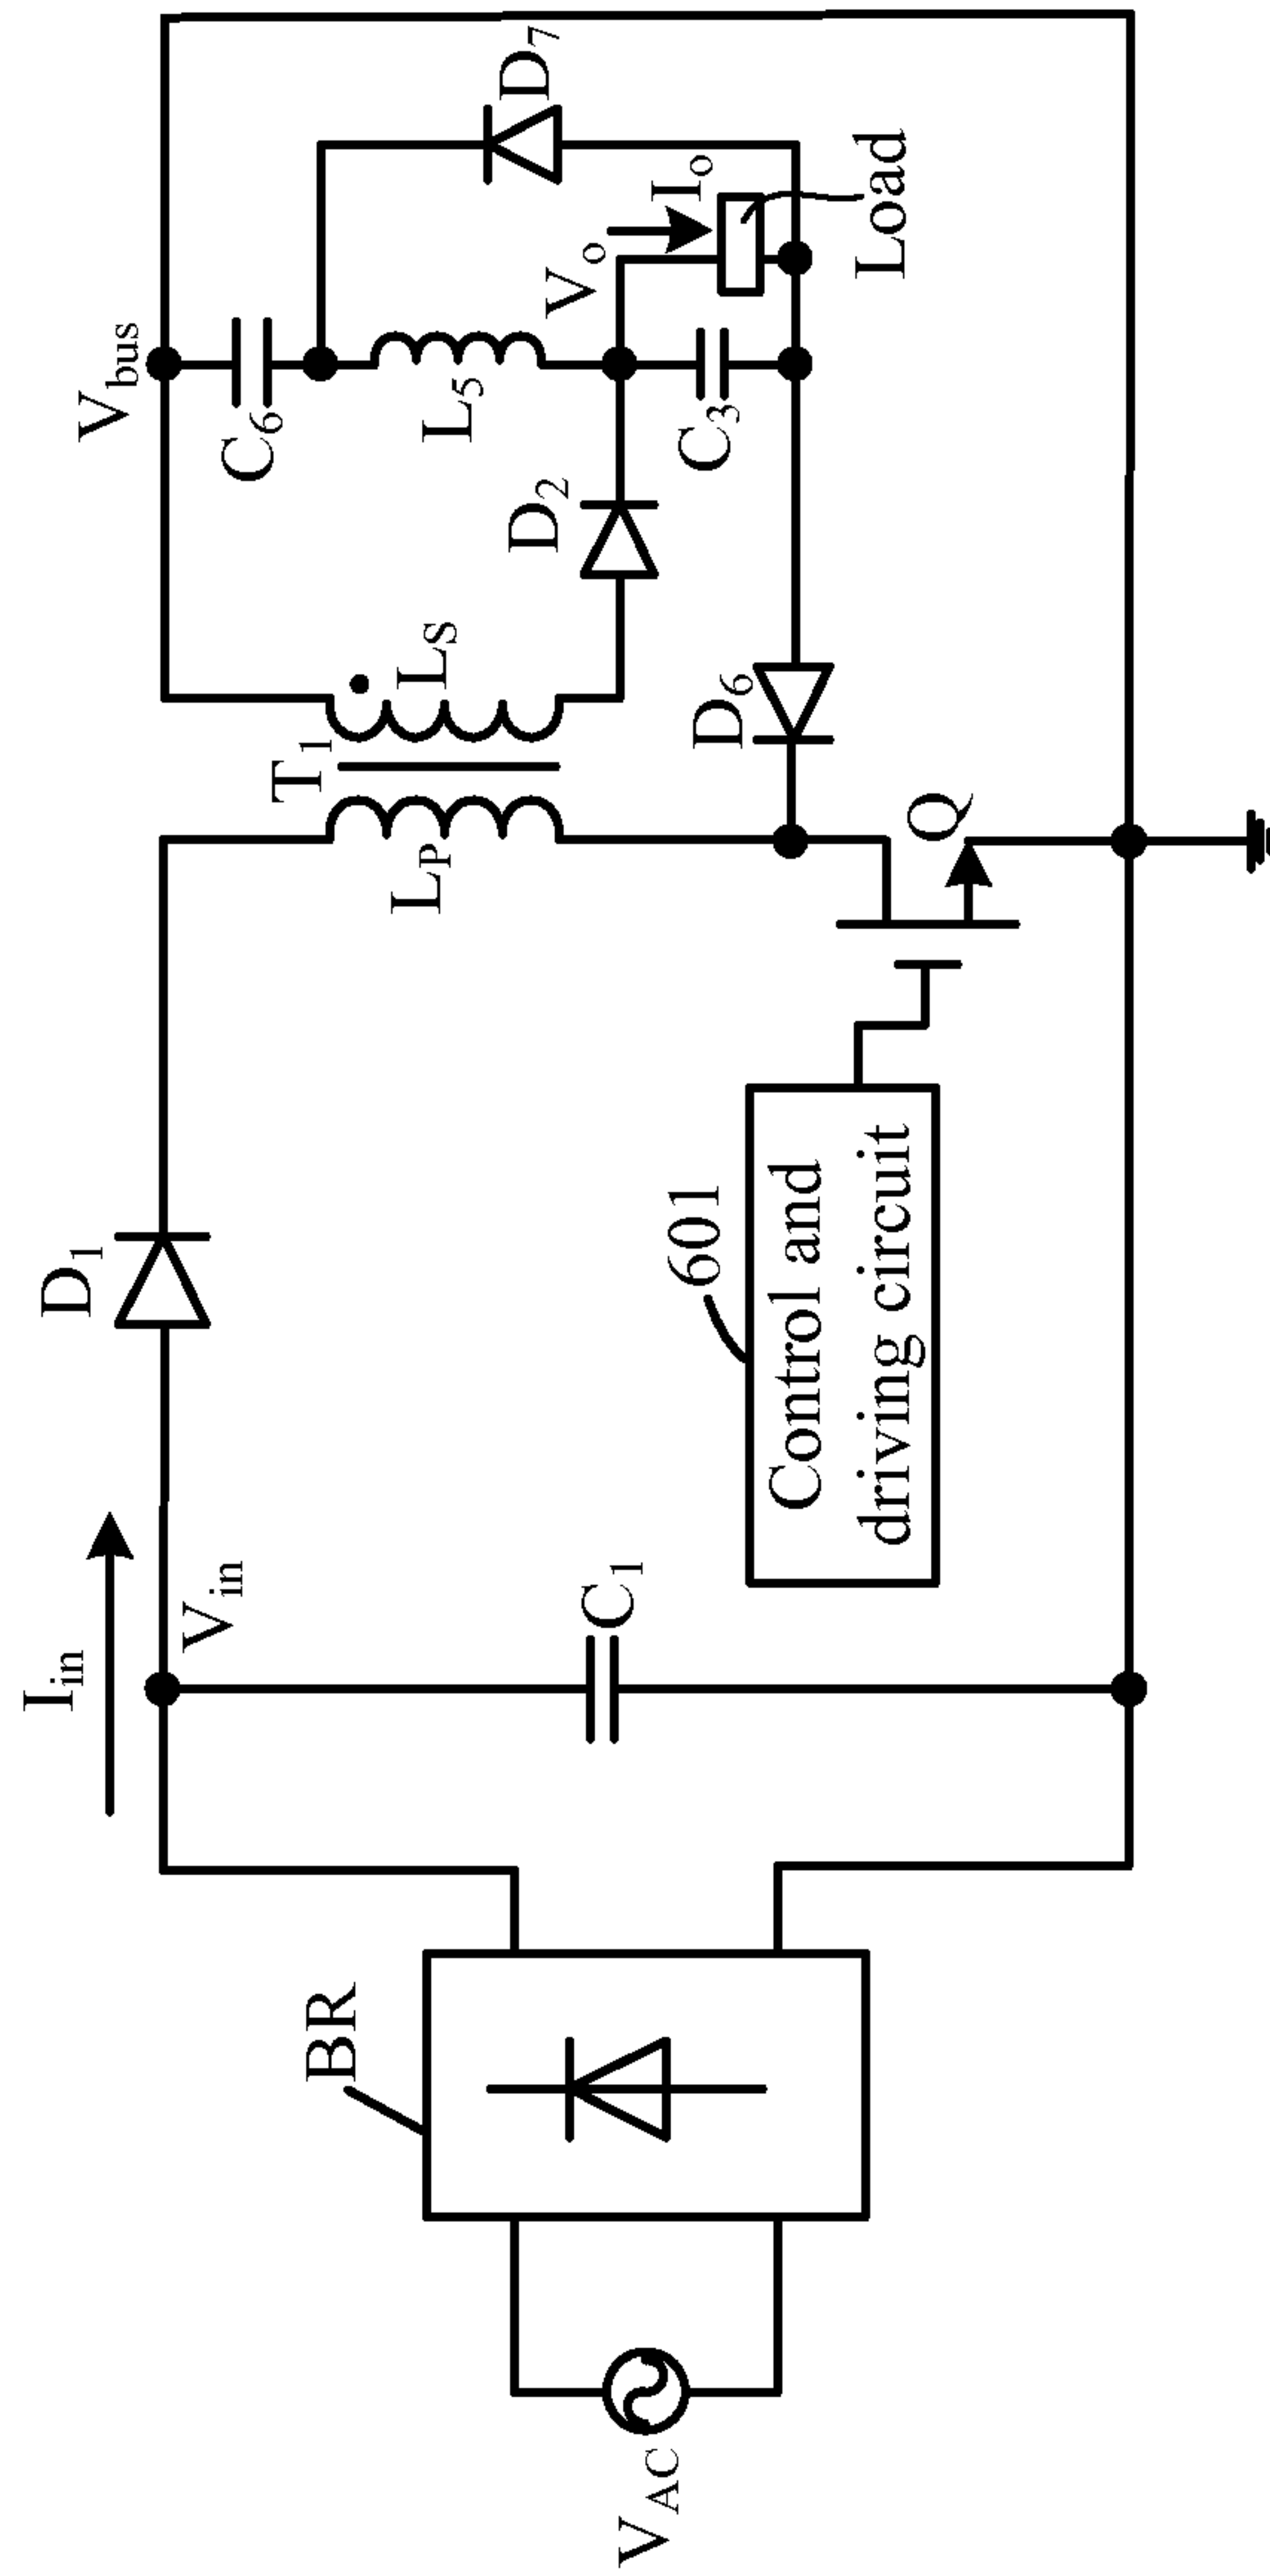 V_AC
BR
I_in
V_in
C_1
D_1
601
Control and
driving circuit
Q
T_1
L_P
L_S
D_6
D_2
V_bus
C_6
L_5
C_3
V_o
I_o
D_7
Load